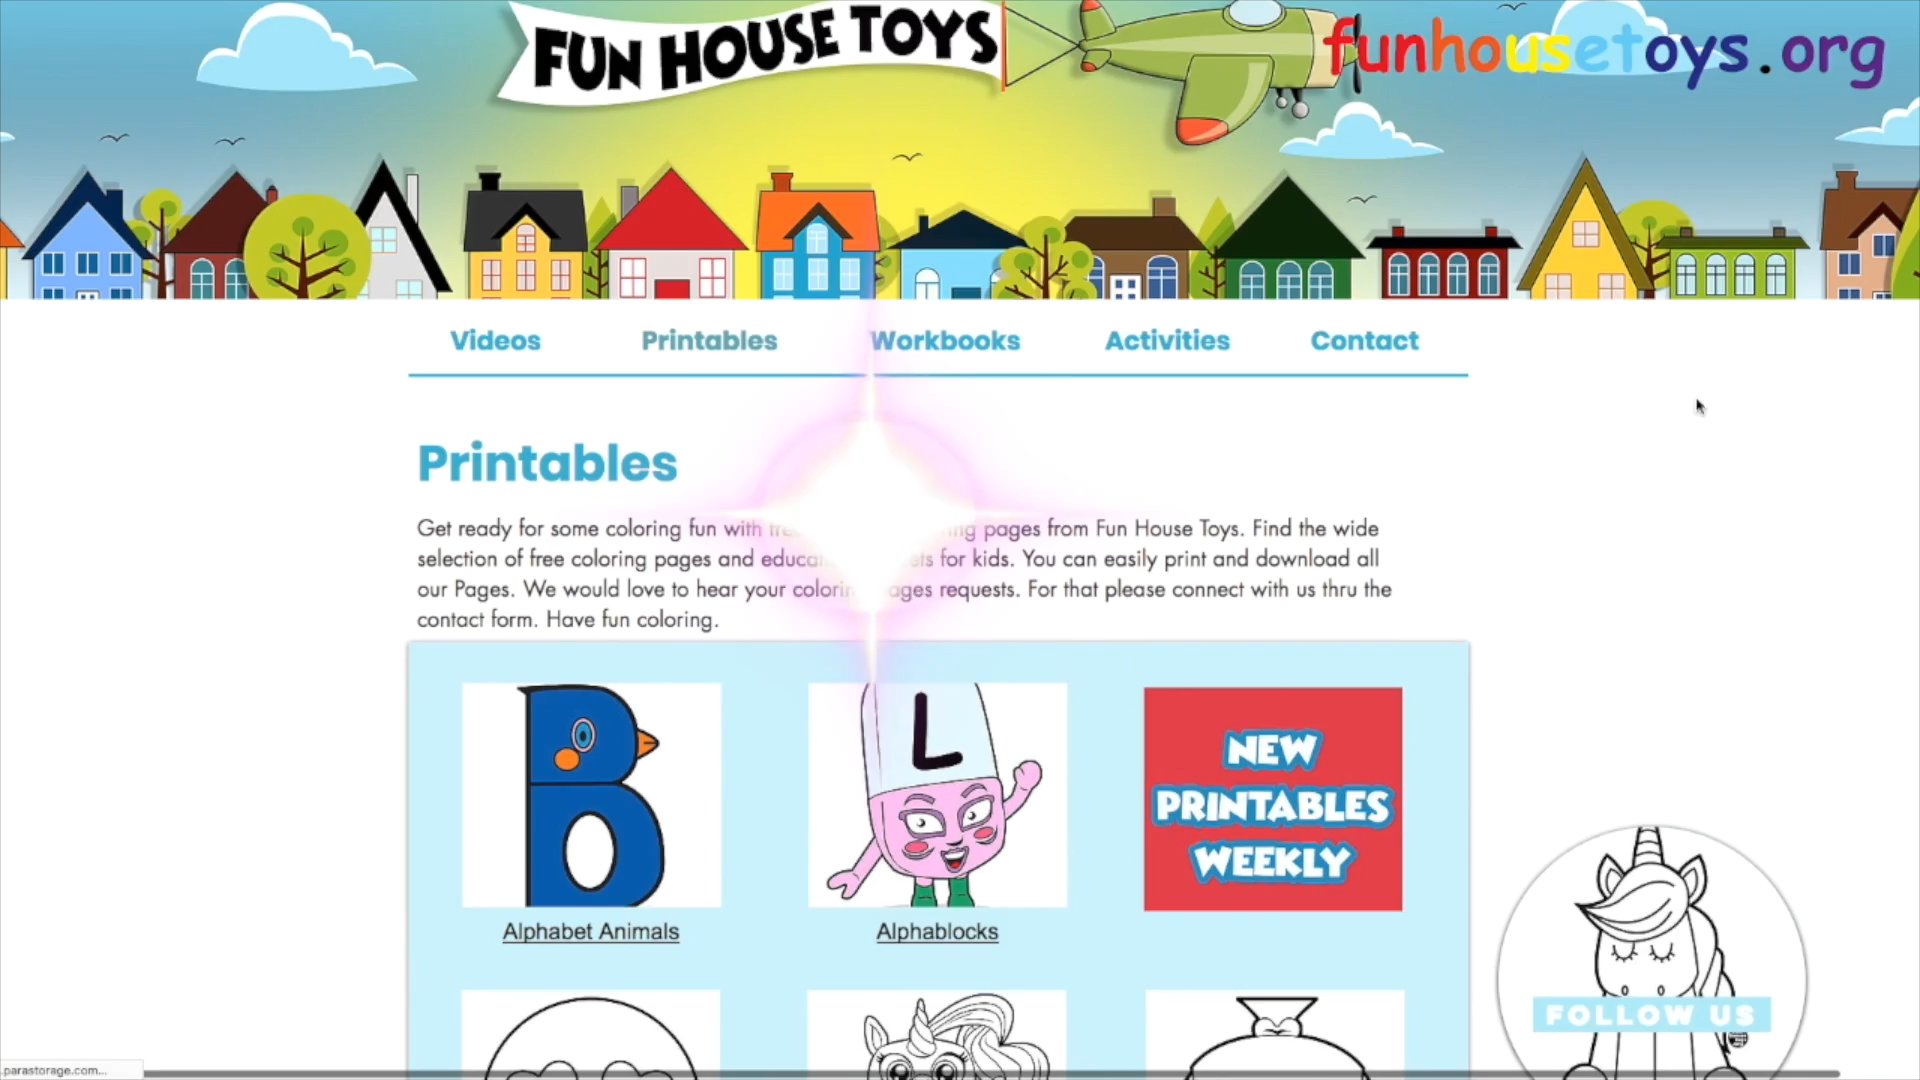 FUN HOUSE TOYS
funhousetoys.org
Videos Printables Workbooks Activities Contact
Printables
Get ready for some coloring fun with pages from Fun House Toys. Find the wide
selection of free coloring pages and for kids. You can easily print and download all
our Pages. We would love to hear your requests. For that please connect with us thru the
contact form. Have fun coloring.
L
NEW
PRINTABLES
WEEKLY
Alphabet Animals
Alphablocks
FOLLOW US
.parastorage.com...